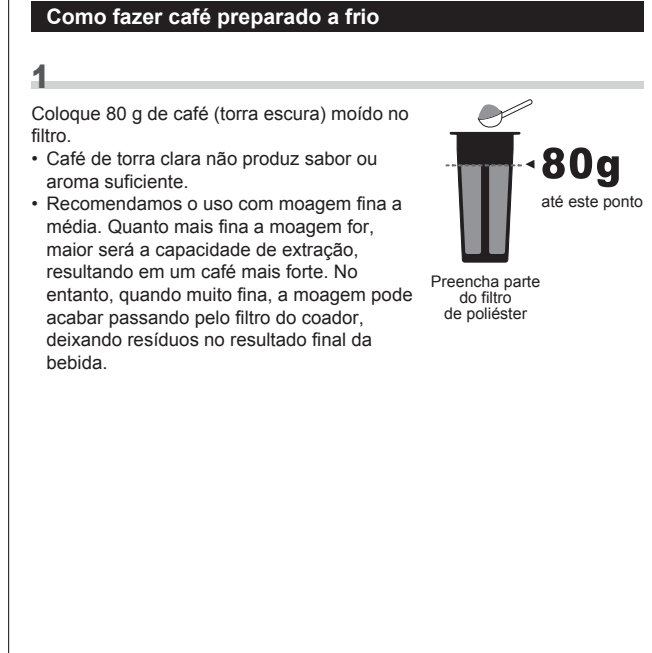 Como fazer café preparado a frio
1
Coloque 80 g de café (torra escura) moído no
filtro.
• Café de torra clara não produz sabor ou
aroma suficiente.
• Recomendamos o uso com moagem fina a
média. Quanto mais fina a moagem for,
maior será a capacidade de extração,
resultando em um café mais forte. No
entanto, quando muito fina, a moagem pode
acabar passando pelo filtro do coador,
deixando resíduos no resultado final da
bebida.
80g
até este ponto
Preencha parte
do filtro
de poliéster